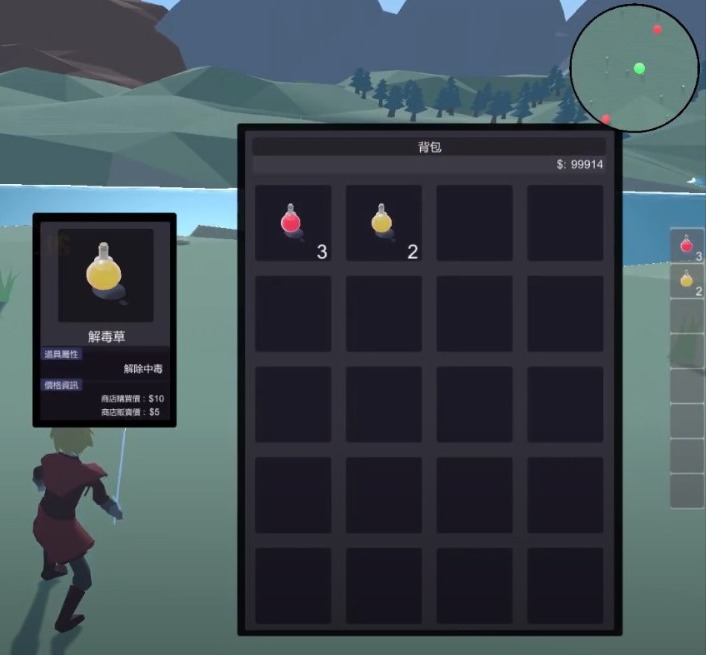 背包
$: 99914
3
2
解毒草
道具屬性
解除中毒
價格資訊
商店購買價：$10
商店販賣價：$5
3
2